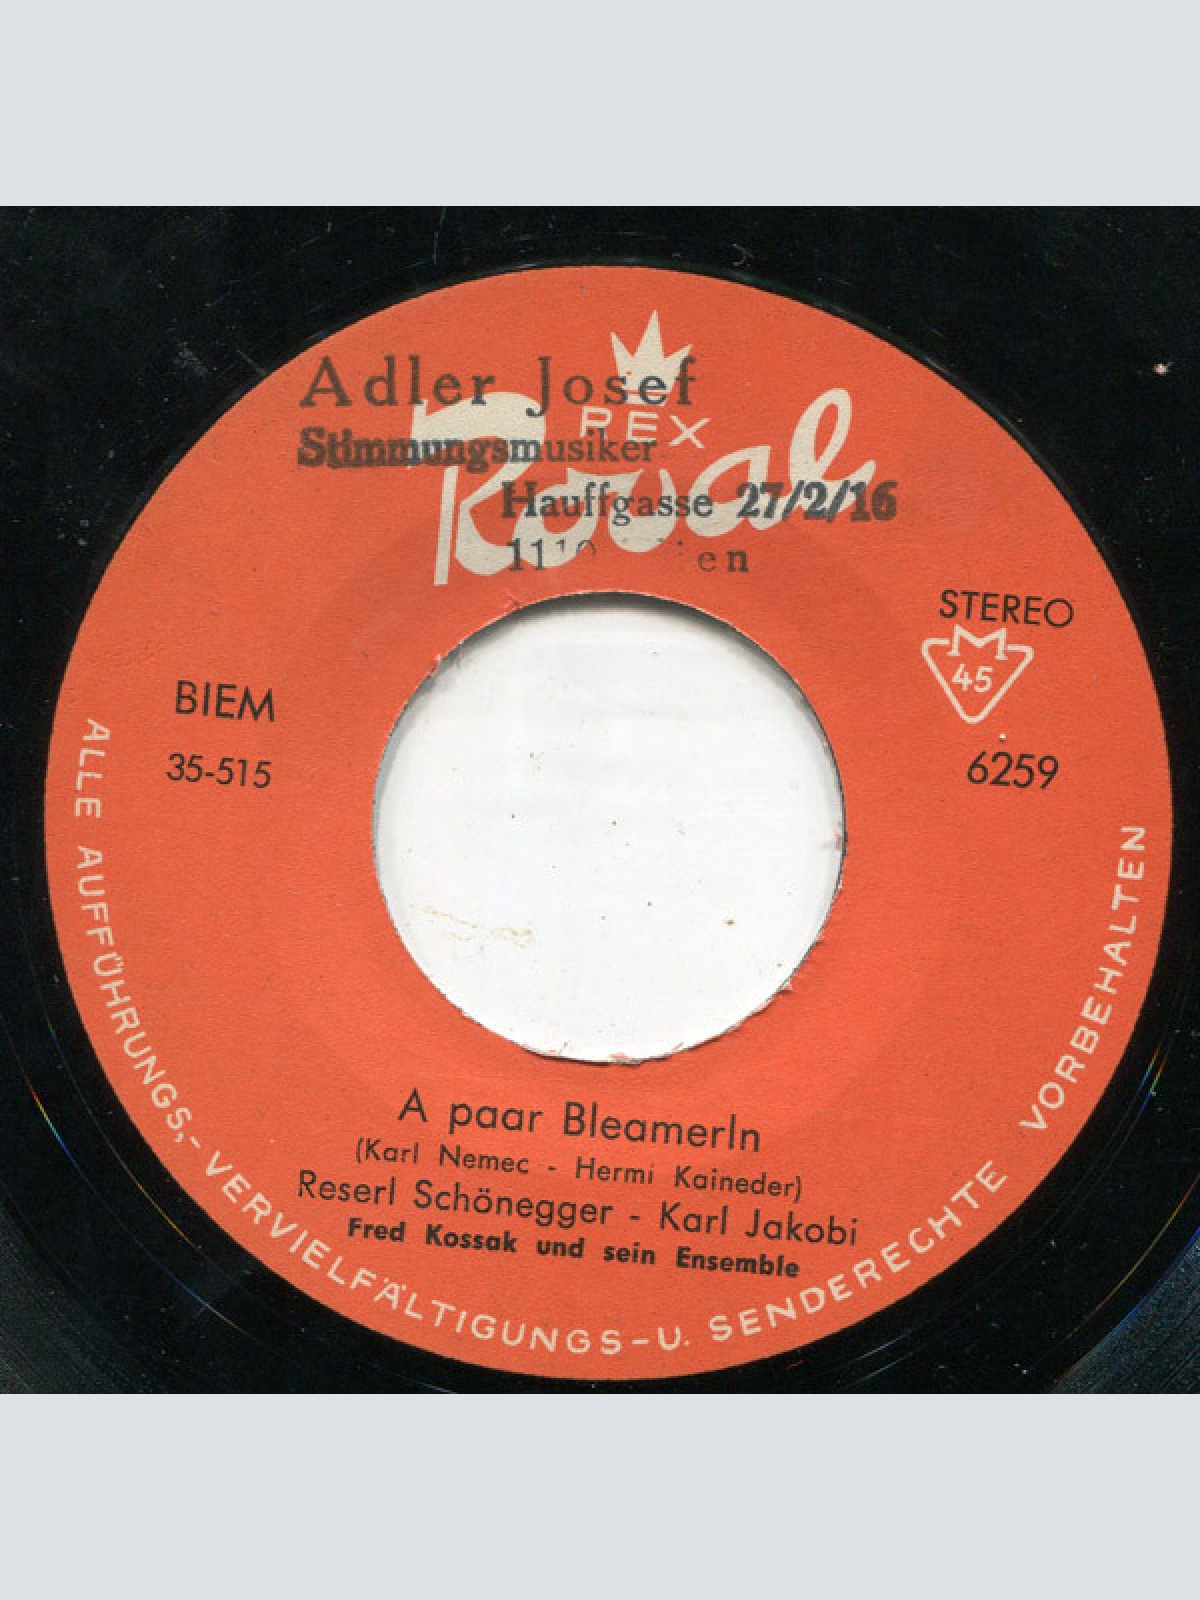 Adler Josef
REX
Stimmungsmusiker
Royal
Hauffgasse 27/2/16
STEREO
45
BIEM
35-515
6259
A paar Bleamerln
(Karl Nemec - Hermi Kaineder)
Reserl Schönegger - Karl Jakobi
Fred Kossak und sein Ensemble
ALLE AUFFÜHRUNGS,- VERVIELFÄLTIGUNGS-U. SENDERECHTE VORBEHALTEN